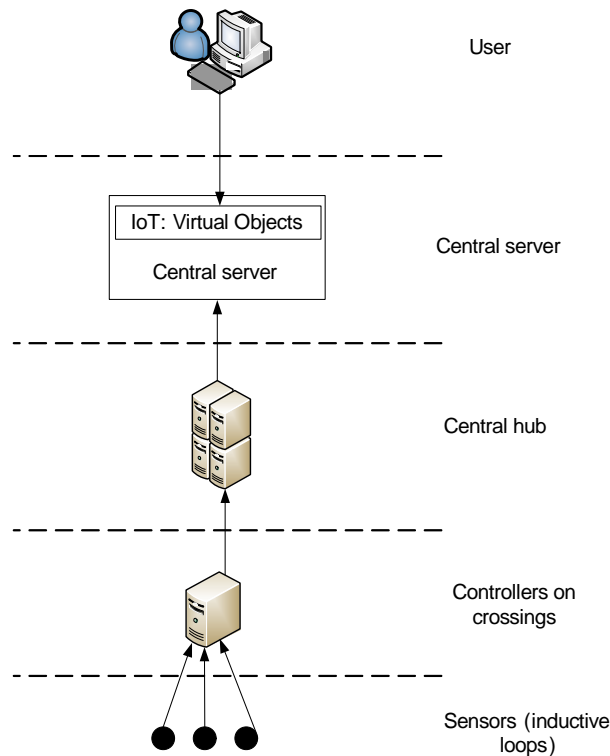 User
IoT: Virtual Objects
Central server
Central server
Central hub
Controllers on
crossings
Sensors (inductive
loops)